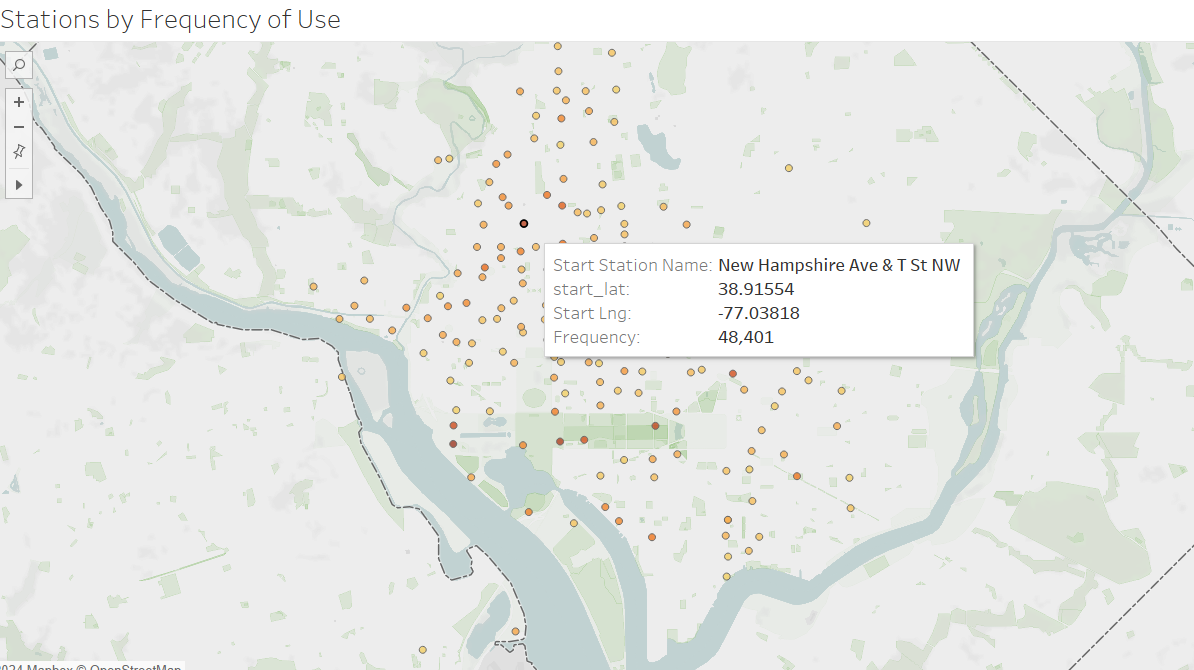 Stations by Frequency of Use
Start Station Name: New Hampshire Ave & T St NW
start_lat: 38.91554
Start Lng: -77.03818
Frequency: 48,401
2024 Mapbox © OpenStreetMap